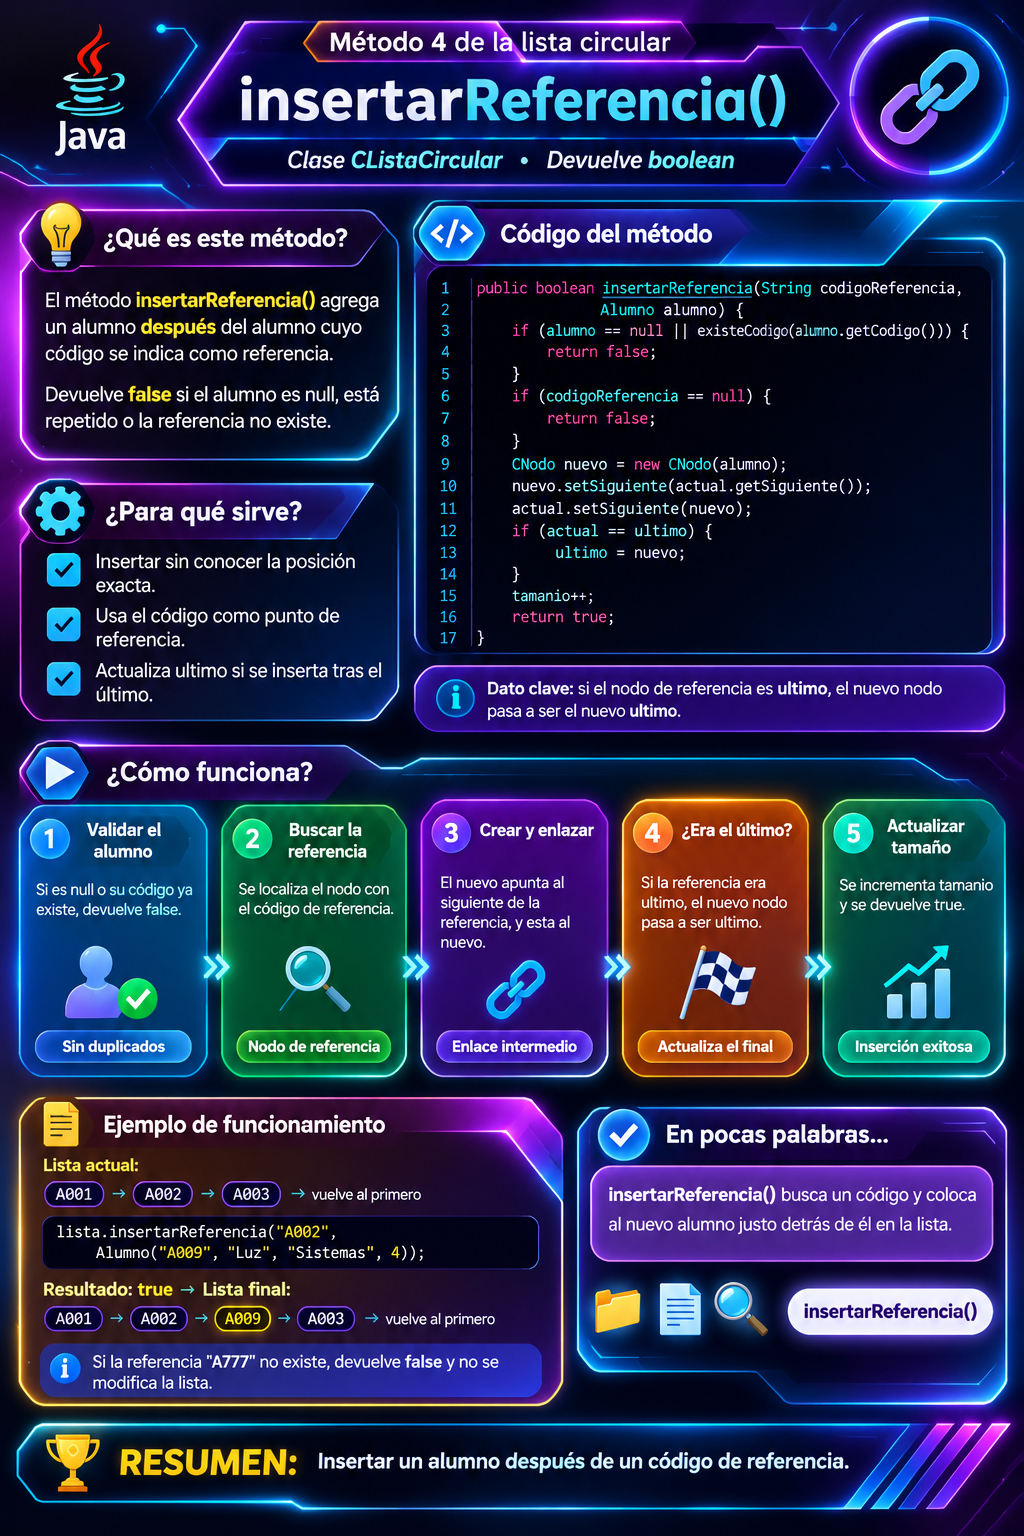 Java
Método 4 de la lista circular
insertarReferencia()
Clase CListaCircular • Devuelve boolean
¿Qué es este método?
El método insertarReferencia() agrega
un alumno después del alumno cuyo
código se indica como referencia.
Devuelve false si el alumno es null, está
repetido o la referencia no existe.
¿Para qué sirve?
Insertar sin conocer la posición
exacta.
Usa el código como punto de
referencia.
Actualiza ultimo si se inserta tras el
último.
</> Código del método
1 public boolean insertarReferencia(String codigoReferencia,
2 Alumno alumno) {
3 if (alumno == null || existeCodigo(alumno.getCodigo())) {
4 return false;
5 }
6 if (codigoReferencia == null) {
7 return false;
8 }
9 CNodo nuevo = new CNodo(alumno);
10 nuevo.setSiguiente(actual.getSiguiente());
11 actual.setSiguiente(nuevo);
12 if (actual == ultimo) {
13 ultimo = nuevo;
14 }
15 tamanio++;
16 return true;
17 }
i Dato clave: si el nodo de referencia es ultimo, el nuevo nodo
pasa a ser el nuevo ultimo.
¿Cómo funciona?
1 Validar el
alumno
Si es null o su código ya
existe, devuelve false.
Sin duplicados
2 Buscar la
referencia
Se localiza el nodo con
el código de referencia.
Nodo de referencia
3 Crear y enlazar
El nuevo apunta al
siguiente de la
referencia, y esta al
nuevo.
Enlace intermedio
4 ¿Era el último?
Si la referencia era
ultimo, el nuevo nodo
pasa a ser ultimo.
Actualiza el final
5 Actualizar
tamaño
Se incrementa tamanio
y se devuelve true.
Inserción exitosa
Ejemplo de funcionamiento
Lista actual:
A001 → A002 → A003 → vuelve al primero
lista.insertarReferencia("A002",
Alumno("A009", "Luz", "Sistemas", 4));
Resultado: true → Lista final:
A001 → A002 → A009 → A003 → vuelve al primero
i Si la referencia "A777" no existe, devuelve false y no se
modifica la lista.
En pocas palabras...
insertarReferencia() busca un código y coloca
al nuevo alumno justo detrás de él en la lista.
insertarReferencia()
RESUMEN: Insertar un alumno después de un código de referencia.